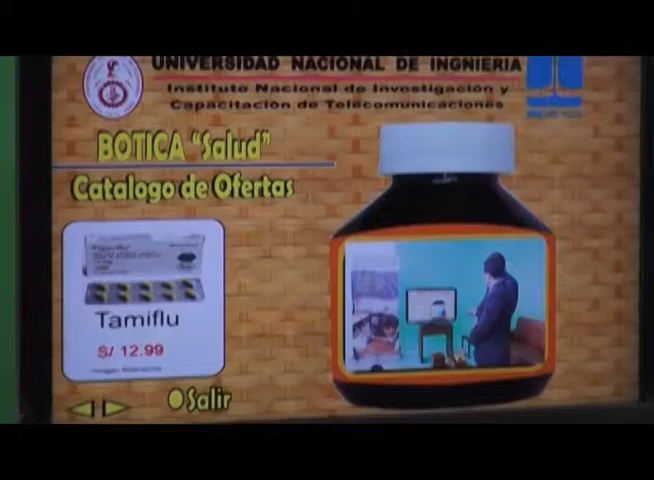 UNIVERSIDAD NACIONAL DE INGNIERIA
Instituto Nacional de Investigación y
Capacitación de Telecomunicaciones
BOTICA "Salud"
Catalogo de Ofertas
Tamiflu
Tamiflu
S/ 12.99
Salir